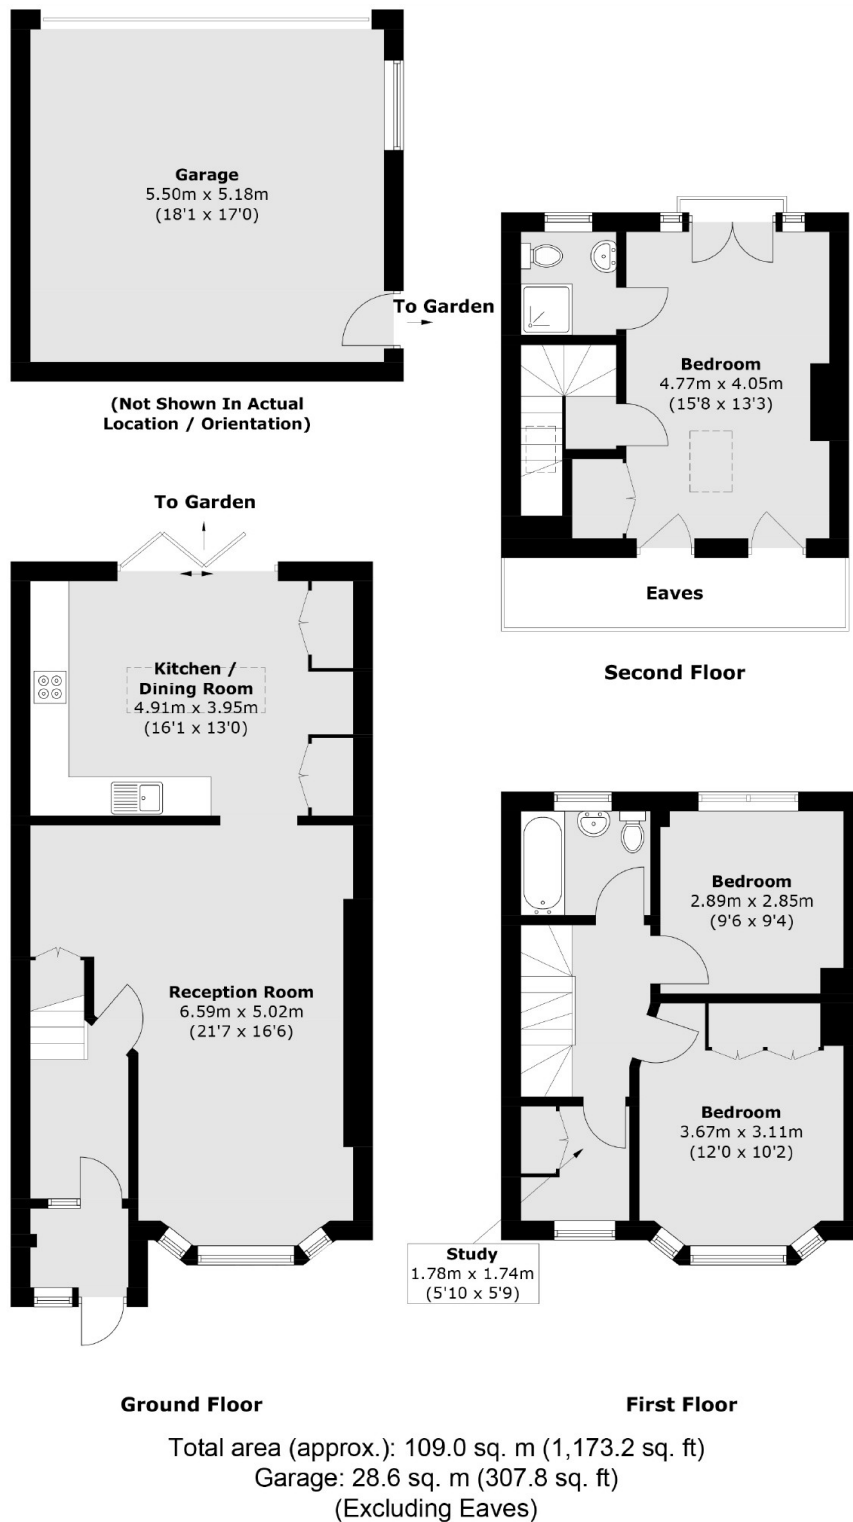 Garage
5.50m x 5.18m
(18'1 x 17'0)
To Garden
(Not Shown In Actual
Location / Orientation)
Bedroom
4.77m x 4.05m
(15'8 x 13'3)
Eaves
Second Floor
To Garden
Kitchen /
Dining Room
4.91m x 3.95m
(16'1 x 13'0)
Reception Room
6.59m x 5.02m
(21'7 x 16'6)
Ground Floor
Bedroom
2.89m x 2.85m
(9'6 x 9'4)
Bedroom
3.67m x 3.11m
(12'0 x 10'2)
Study
1.78m x 1.74m
(5'10 x 5'9)
First Floor
Total area (approx.): 109.0 sq. m (1,173.2 sq. ft)
Garage: 28.6 sq. m (307.8 sq. ft)
(Excluding Eaves)